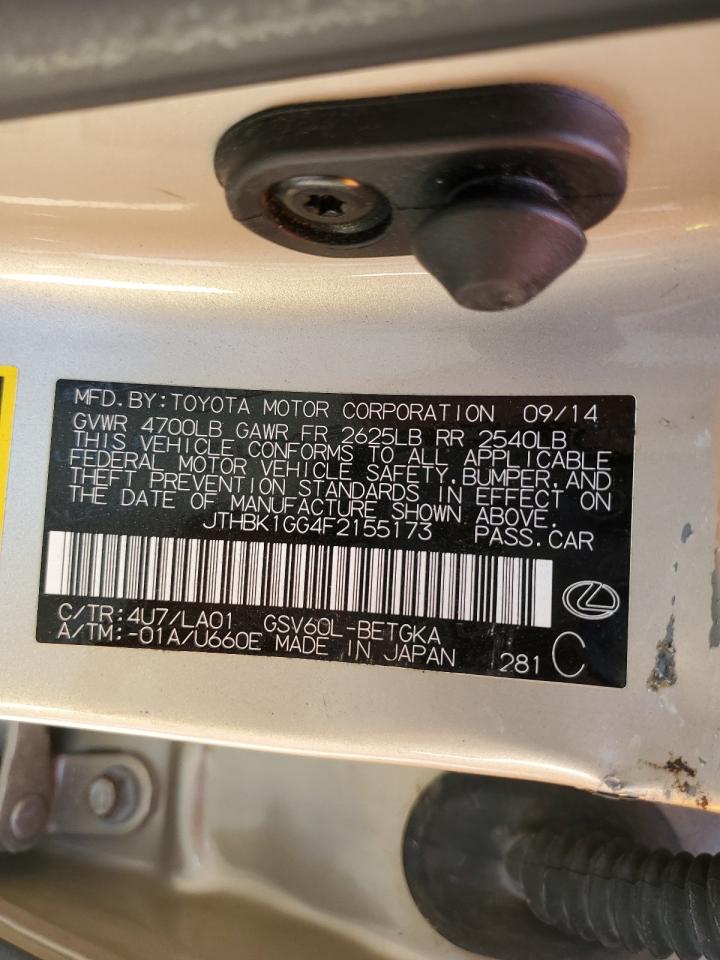 MFD.BY:TOYOTA MOTOR CORPORATION 09/14
GVWR 4700LB GAWR FR 2625LB RR 2540LB
THIS VEHICLE CONFORMS TO ALL APPLICABLE
FEDERAL MOTOR VEHICLE SAFETY,BUMPER,AND
THEFT PREVENTION STANDARDS IN EFFECT ON
THE DATE OF MANUFACTURE SHOWN ABOVE.
JTHBK1GG4F2155173 PASS.CAR
C/TR:4U7/LA01 GSV60L-BETGKA
A/TM:-01A/U660E MADE IN JAPAN 281 C